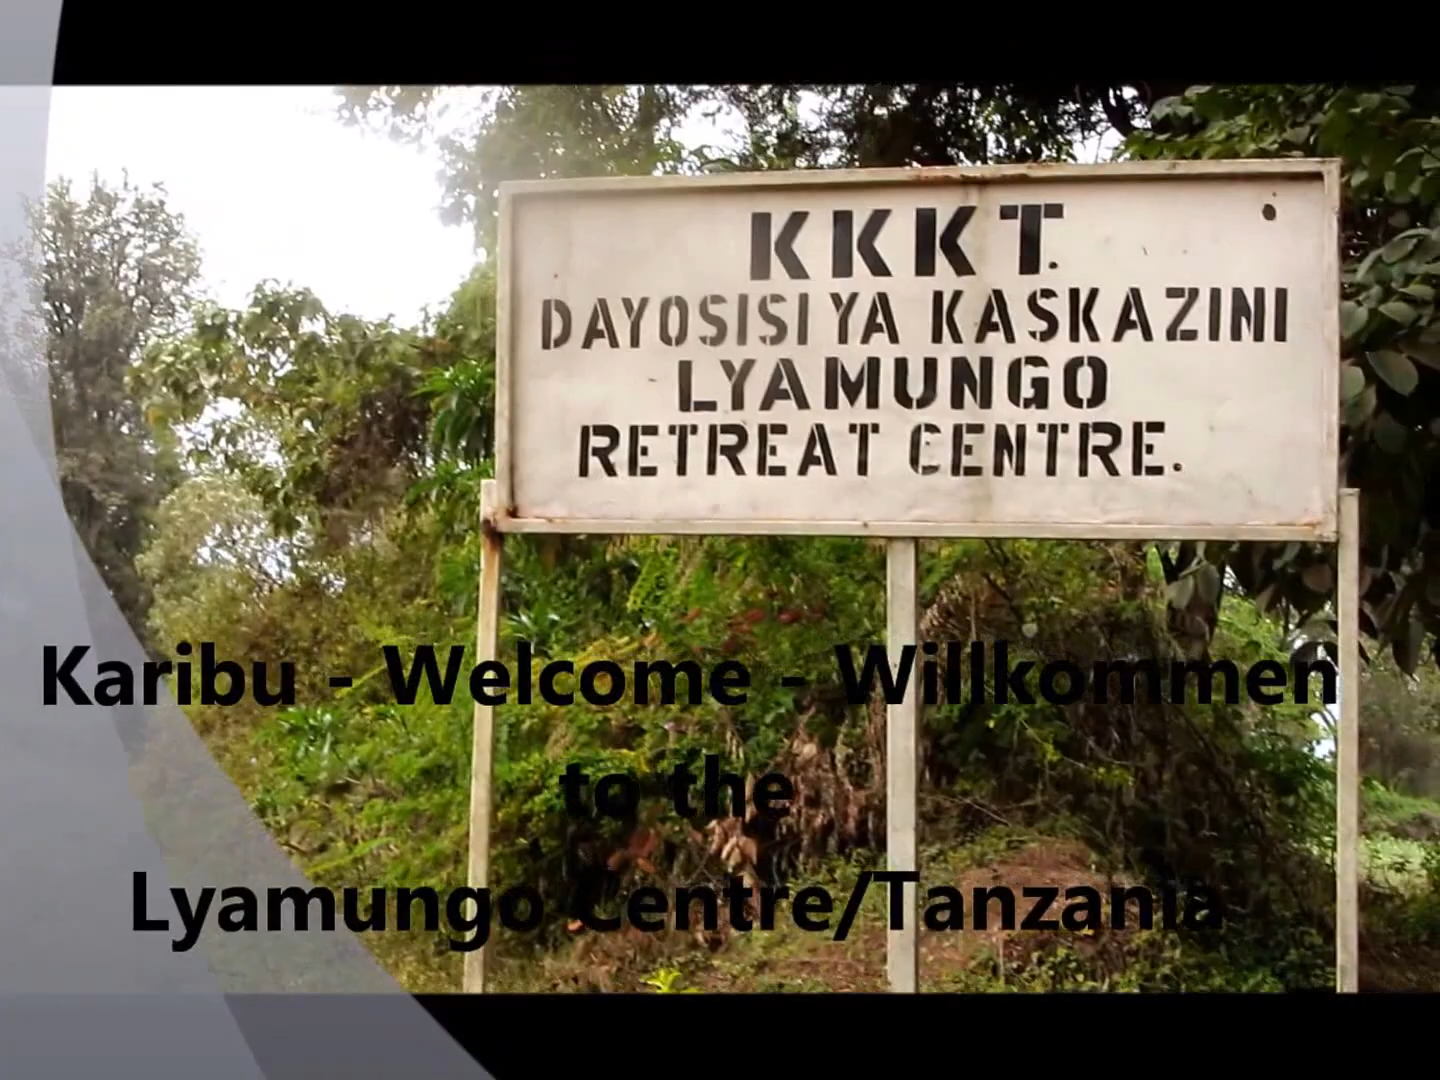 KKKT.
DAYOSISI YA KASKAZINI
LYAMUNGO
RETREAT CENTRE.
Karibu - Welcome - Willkommen
to the
Lyamungo Centre/Tanzania